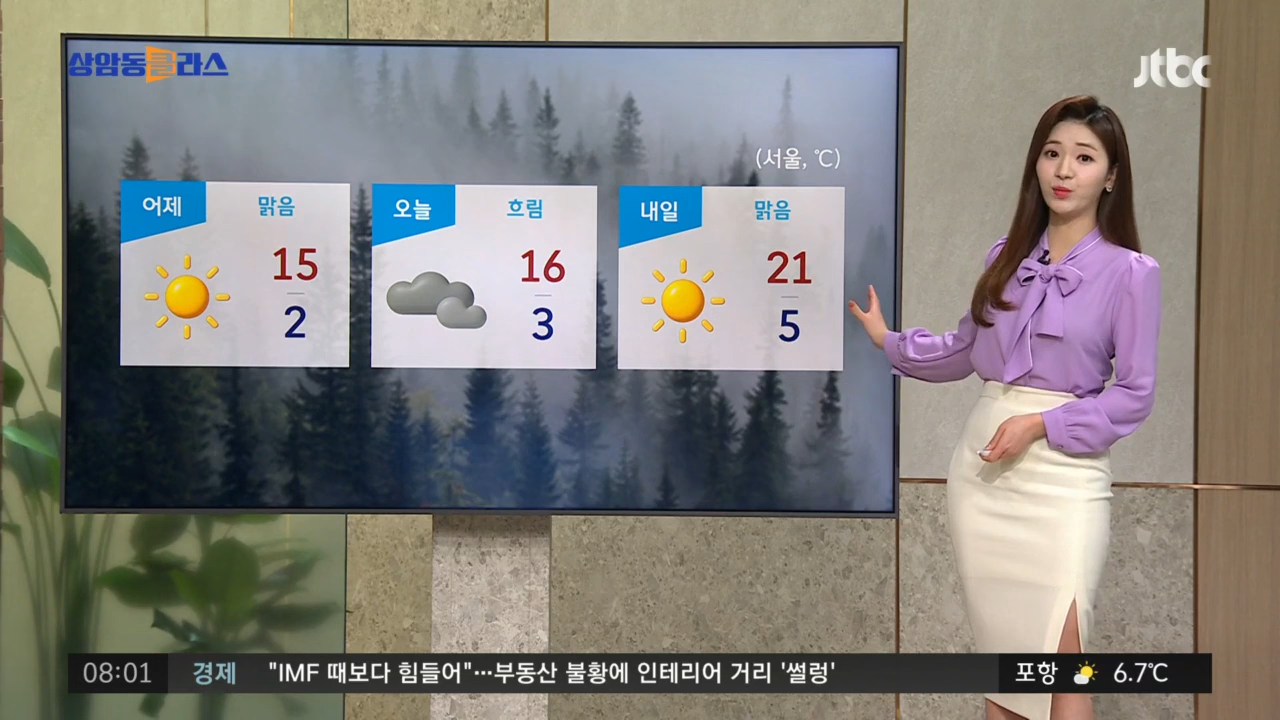 상암동클라스
jtbc
(서울, ℃)
어제 맑음
15
2
오늘 흐림
16
3
내일 맑음
21
5
08:01 경제 "IMF 때보다 힘들어"…부동산 불황에 인테리어 거리 '썰렁' 포항 6.7℃